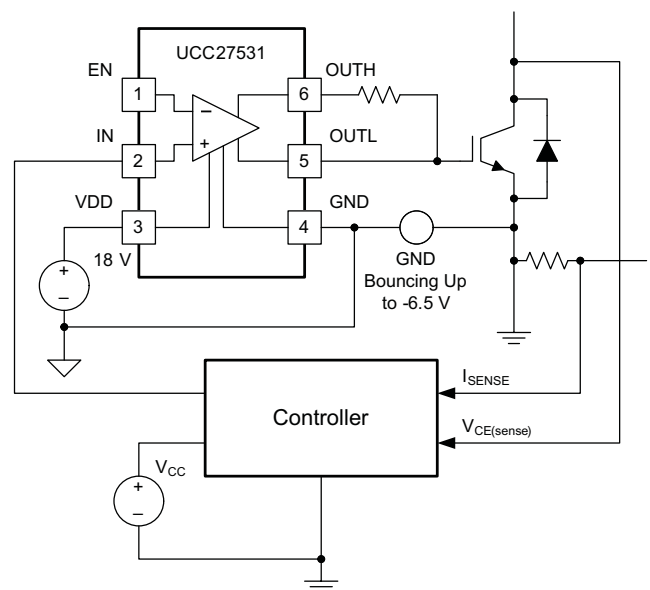 UCC27531
EN
OUTH
1
6
–
+
IN
OUTL
2
5
VDD
GND
3
4
18 V
+
–
GND
Bouncing Up
to -6.5 V
Controller
ISENSE
VCE(sense)
VCC
+
–